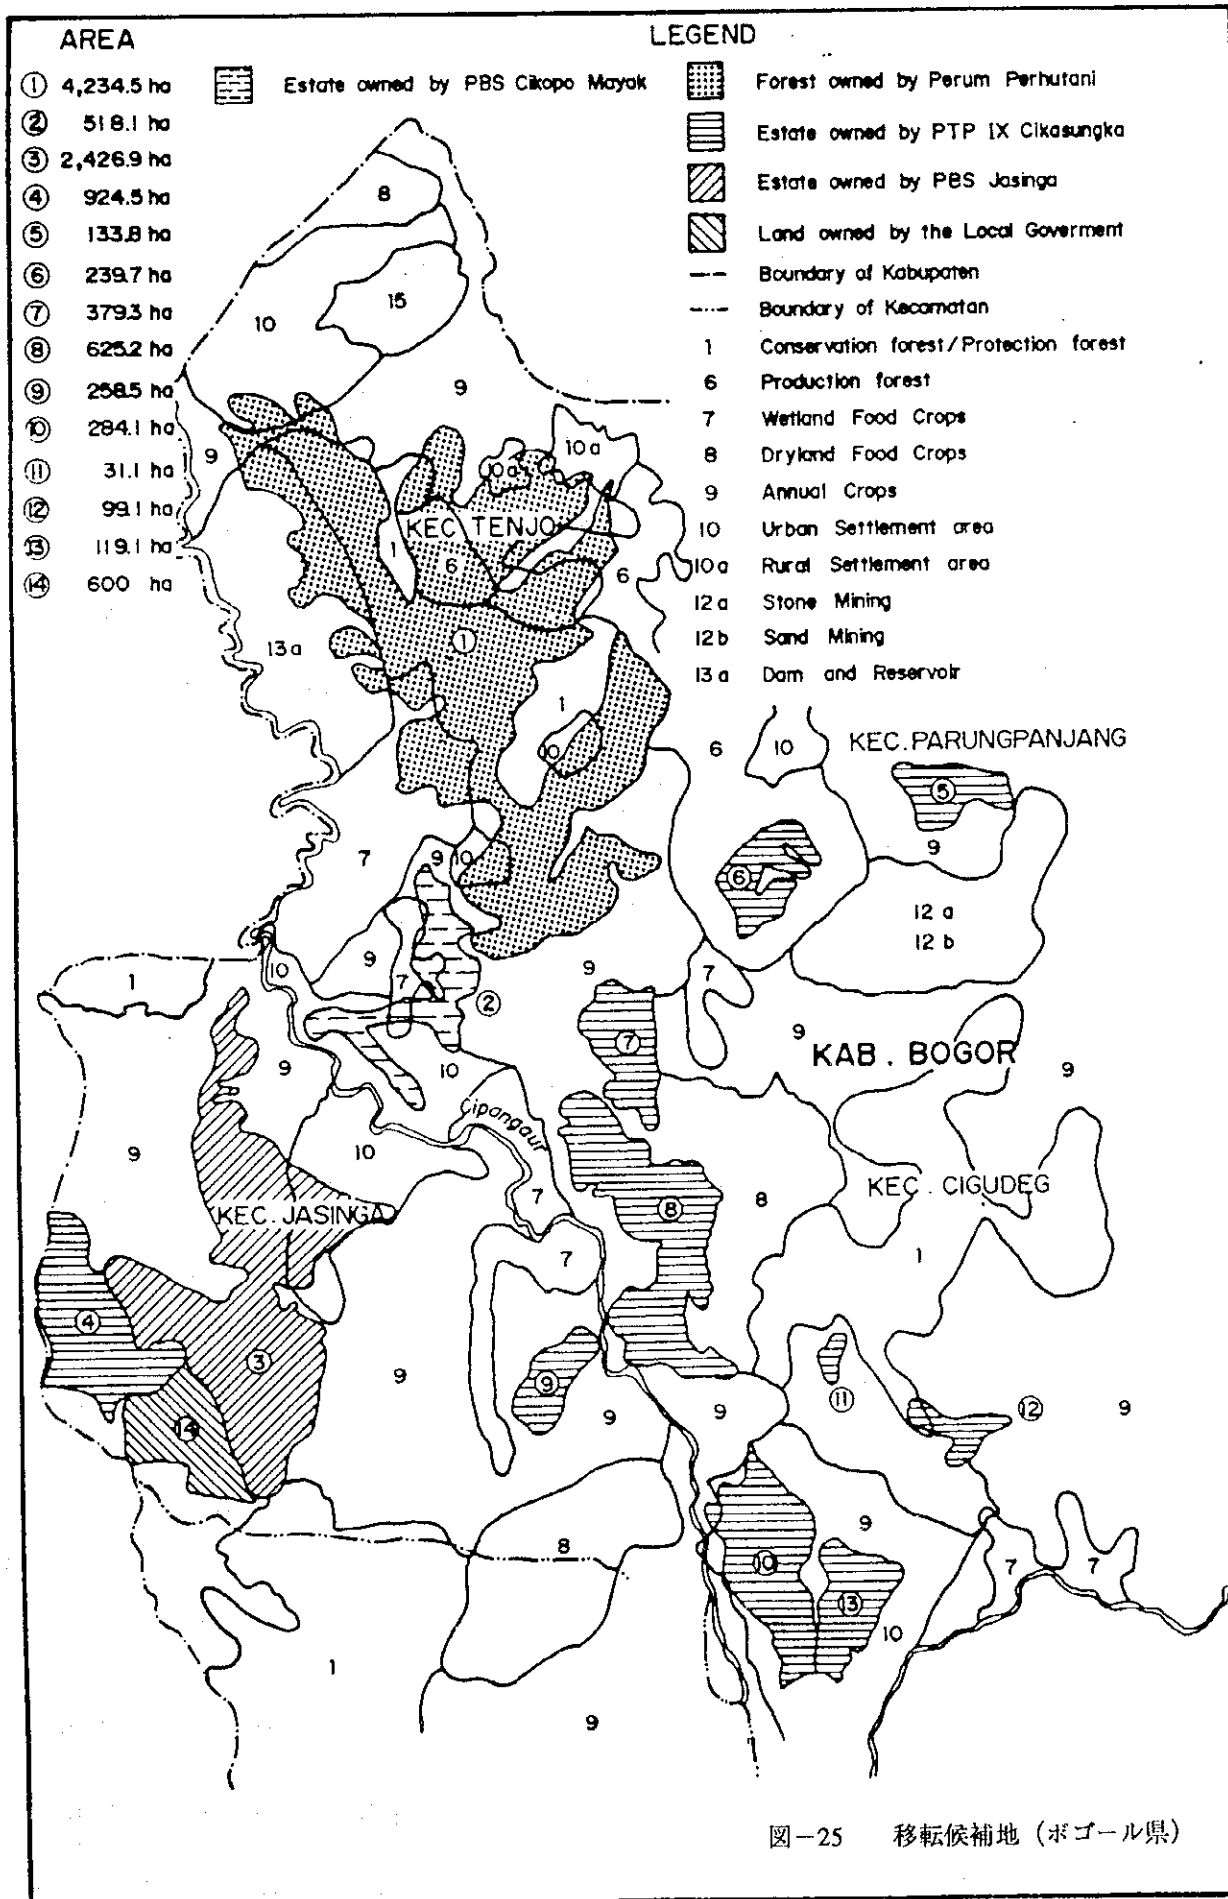 AREA
① 4,234.5 ha
② 518.1 ha
③ 2,426.9 ha
④ 924.5 ha
⑤ 133.8 ha
⑥ 239.7 ha
⑦ 379.3 ha
⑧ 625.2 ha
⑨ 258.5 ha
⑩ 284.1 ha
⑪ 31.1 ha
⑫ 99.1 ha
⑬ 119.1 ha
⑭ 600 ha
LEGEND
Estate owned by PBS Cikopo Mayak
Forest owned by Perum Perhutani
Estate owned by PTP IX Cikasungka
Estate owned by PBS Jasinga
Land owned by the Local Goverment
Boundary of Kabupaten
Boundary of Kecamatan
1 Conservation forest/Protection forest
6 Production forest
7 Wetland Food Crops
8 Dryland Food Crops
9 Annual Crops
10 Urban Settlement area
10a Rural Settlement area
12a Stone Mining
12b Sand Mining
13a Dam and Reservoir
8
15
10
9
9
10a
10a
KEC. TENJO
1
6
6
①
13a
1
10
6
10
KEC. PARUNGPANJANG
⑤
9
7
9
10
⑥
12a
12b
9
7
9
7
10
1
②
⑦
9
KAB. BOGOR
9
9
10
Cipangaur
10
9
7
8
KEC. CIGUDEG
KEC. JASINGA
⑧
7
1
④
③
9
⑨
9
9
⑪
⑫
9
⑭
9
8
⑩
⑬
7
7
10
1
9
図-25 移転候補地 (ボゴール県)